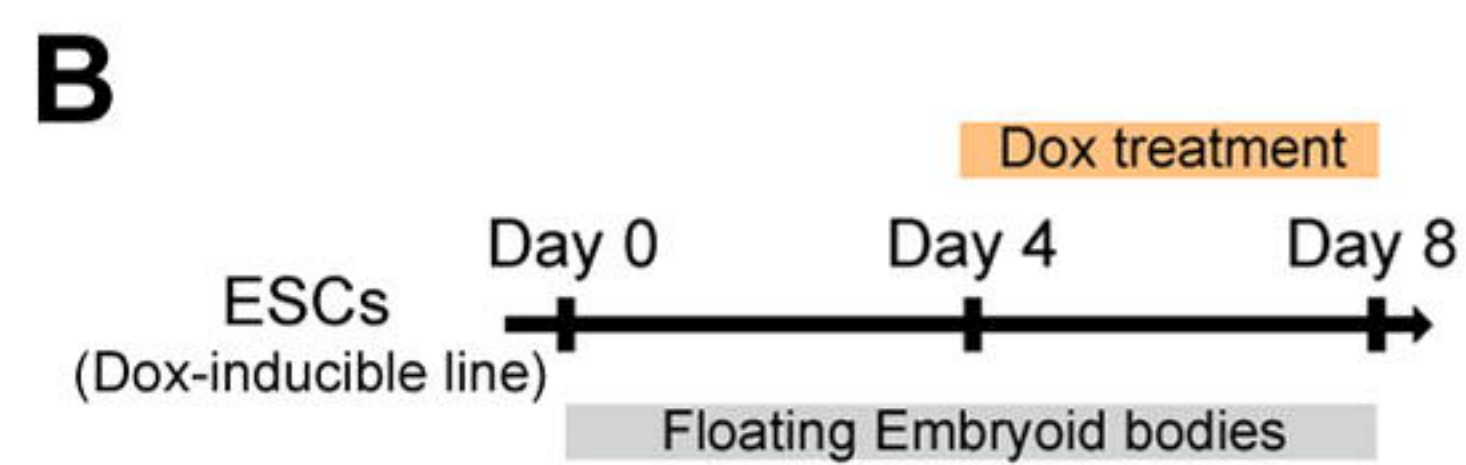 B
Dox treatment
Day 0 Day 4 Day 8
ESCs
(Dox-inducible line)
Floating Embryoid bodies